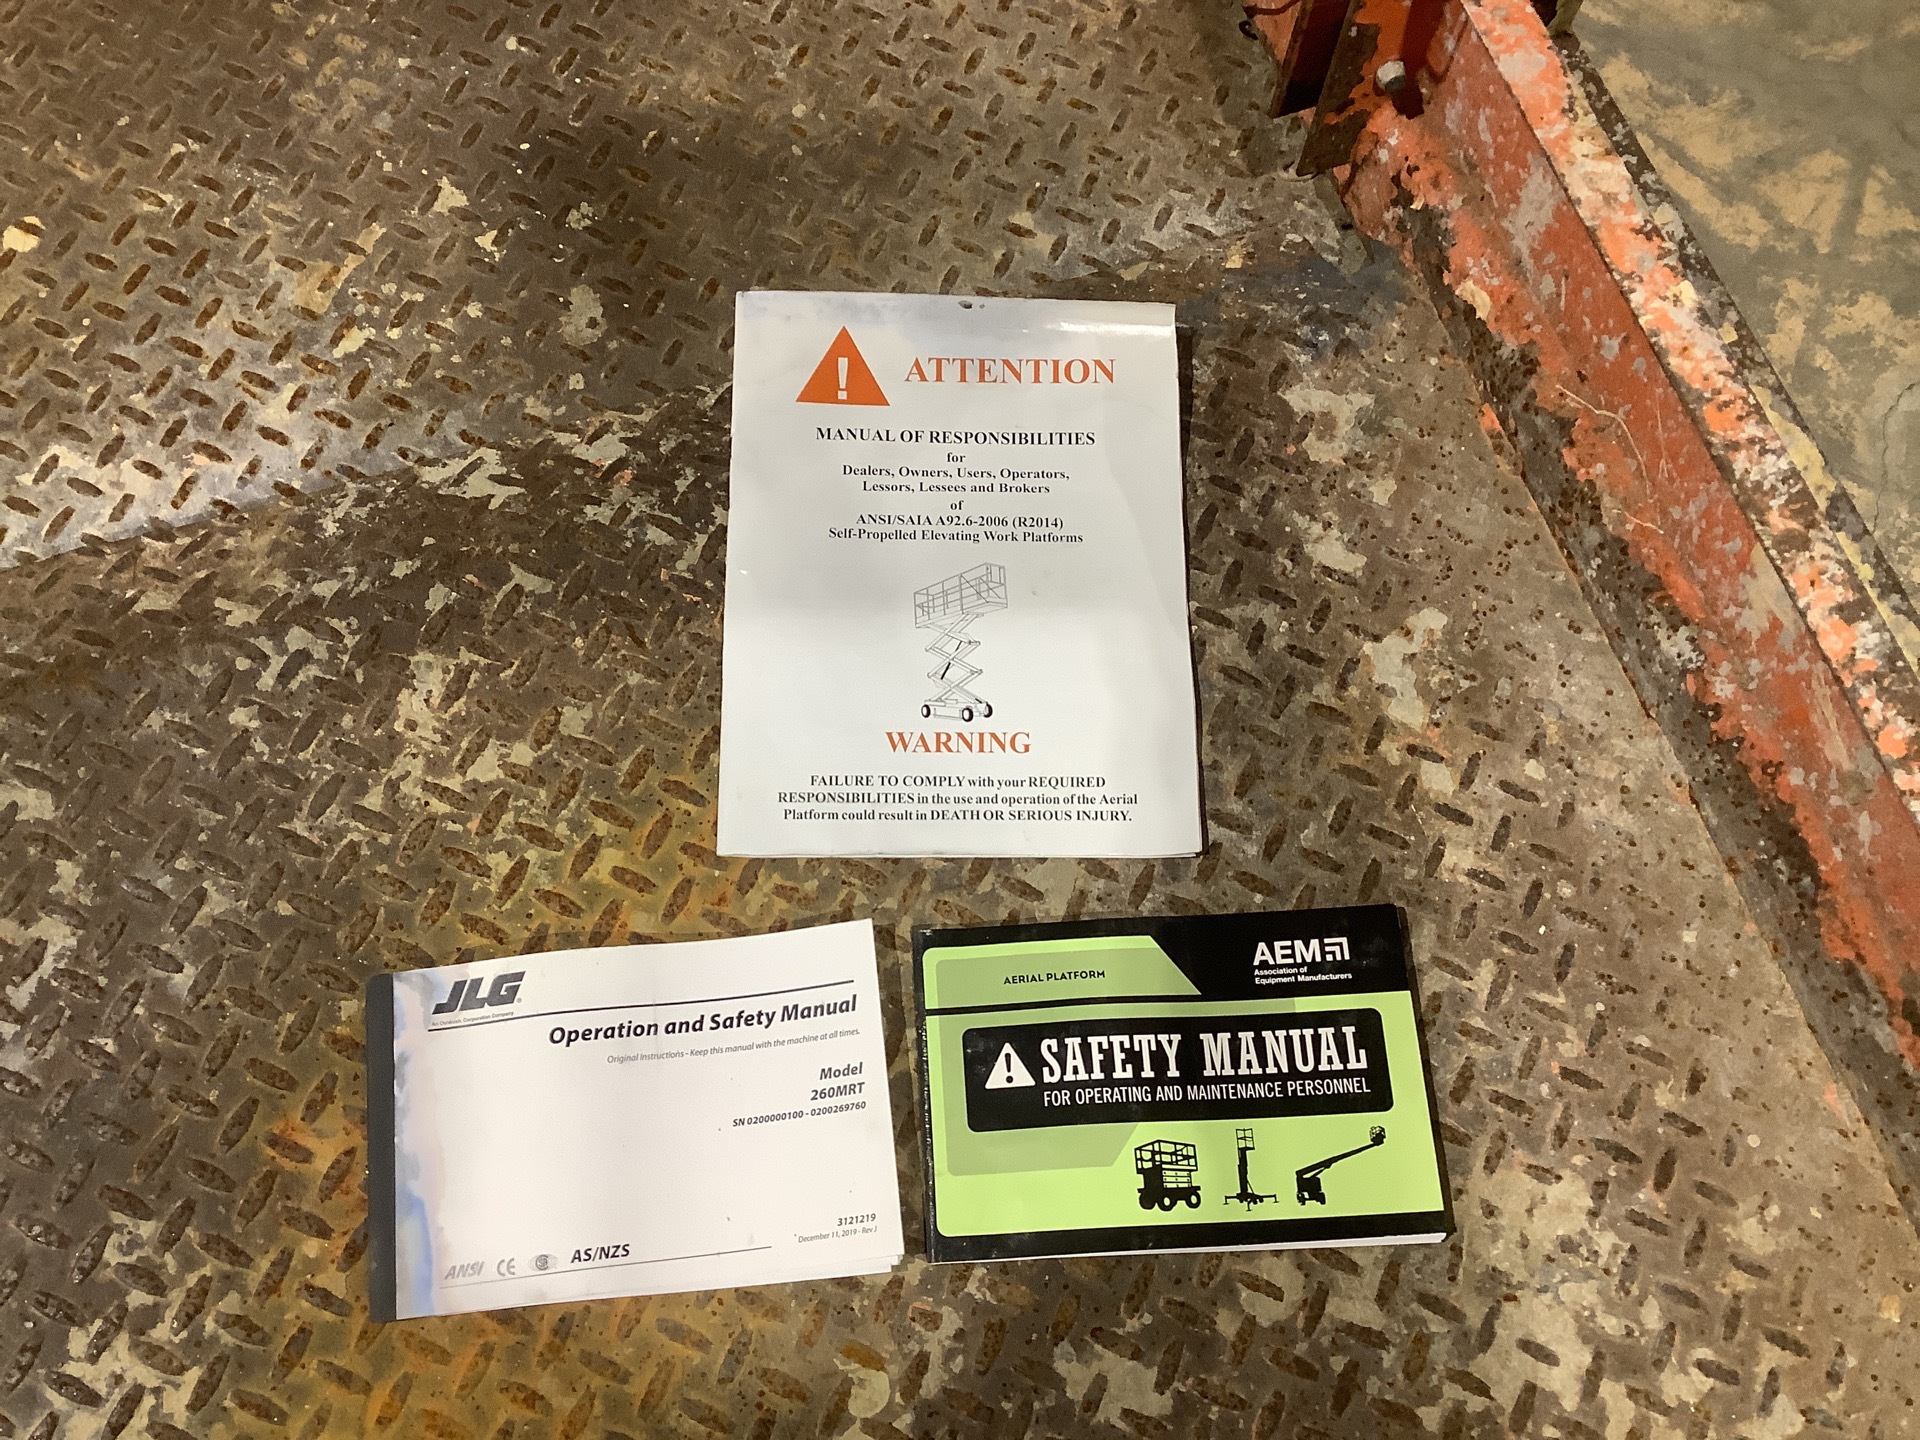 ATTENTION
MANUAL OF RESPONSIBILITIES
for
Dealers, Owners, Users, Operators,
Lessors, Lessees and Brokers
of
ANSI/SAIA A92.6-2006 (R2014)
Self-Propelled Elevating Work Platforms
WARNING
FAILURE TO COMPLY with your REQUIRED
RESPONSIBILITIES in the use and operation of the Aerial
Platform could result in DEATH OR SERIOUS INJURY.
JLG®
An Oshkosh Corporation Company
Operation and Safety Manual
Original Instructions - Keep this manual with the machine at all times.
Model
260MRT
SN 0200000100 - 0200269760
3121219
December 11, 2019 - Rev J
ANSI CE AS/NZS
AERIAL PLATFORM
AEM
Association of
Equipment Manufacturers
SAFETY MANUAL
FOR OPERATING AND MAINTENANCE PERSONNEL